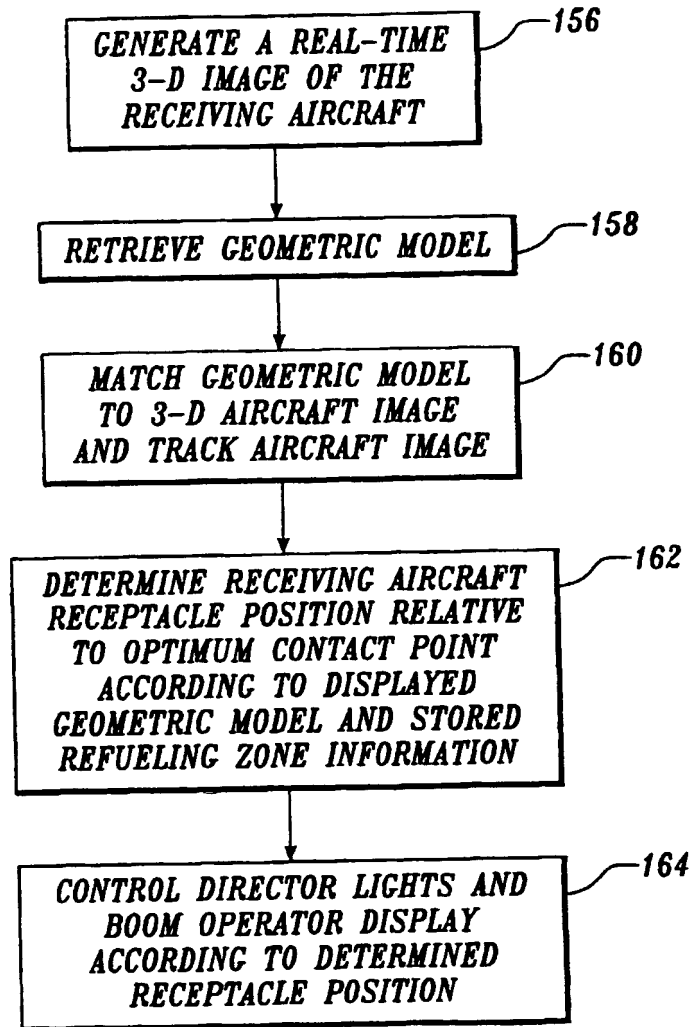 GENERATE A REAL-TIME
3-D IMAGE OF THE
RECEIVING AIRCRAFT
156
RETRIEVE GEOMETRIC MODEL
158
MATCH GEOMETRIC MODEL
TO 3-D AIRCRAFT IMAGE
AND TRACK AIRCRAFT IMAGE
160
DETERMINE RECEIVING AIRCRAFT
RECEPTACLE POSITION RELATIVE
TO OPTIMUM CONTACT POINT
ACCORDING TO DISPLAYED
GEOMETRIC MODEL AND STORED
REFUELING ZONE INFORMATION
162
CONTROL DIRECTOR LIGHTS AND
BOOM OPERATOR DISPLAY
ACCORDING TO DETERMINED
RECEPTACLE POSITION
164